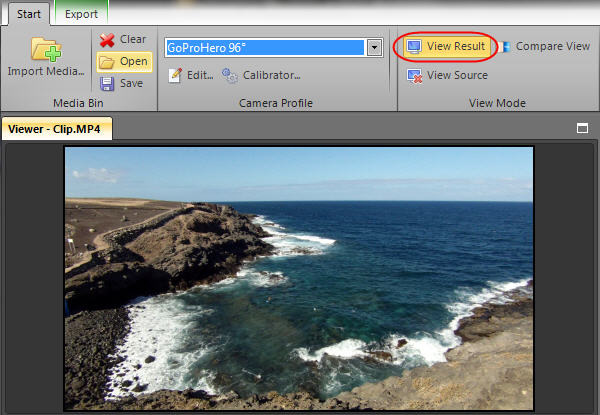 Start
Export
Import Media...
Clear
Open
Save
Media Bin
GoProHero 96°
Edit...
Calibrator...
Camera Profile
View Result
Compare View
View Source
View Mode
Viewer - Clip.MP4